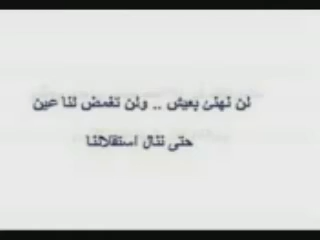 لن نهنئ بعيش .. ولن تغمض لنا عين
حتى ننال استقلالنا